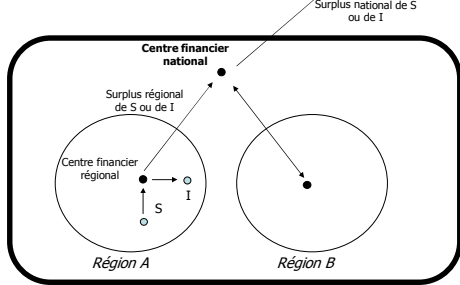 Surplus national de S
ou de I
Centre financier
national
Surplus régional
de S ou de I
Centre financier
régional
I
S
Région A
Région B